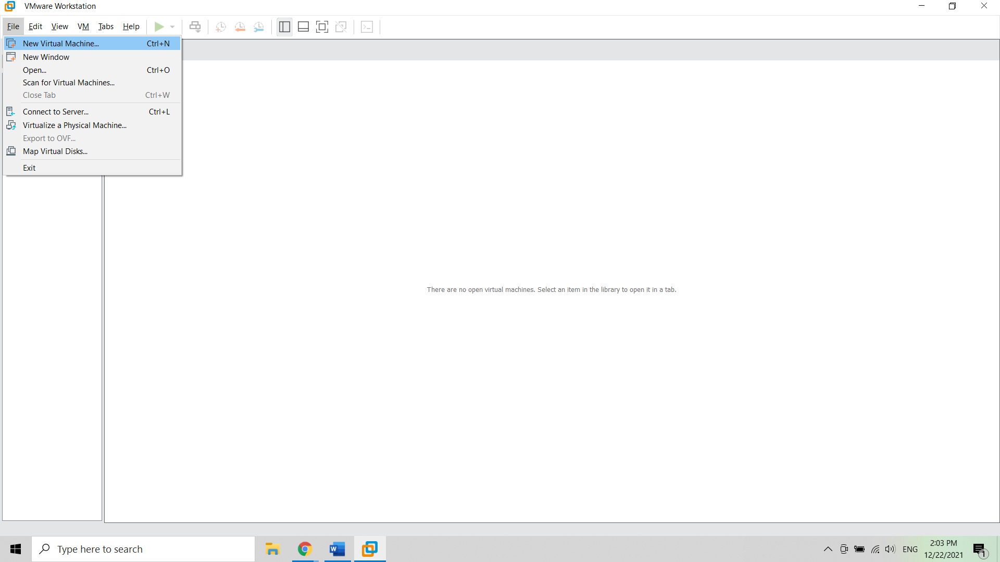 VMware Workstation
File Edit View VM Tabs Help
New Virtual Machine... Ctrl+N
New Window
Open... Ctrl+O
Scan for Virtual Machines...
Close Tab Ctrl+W
Connect to Server... Ctrl+L
Virtualize a Physical Machine...
Export to OVF...
Map Virtual Disks...
Exit
There are no open virtual machines. Select an item in the library to open it in a tab.
Type here to search
W
ENG
2:03 PM
12/22/2021
1